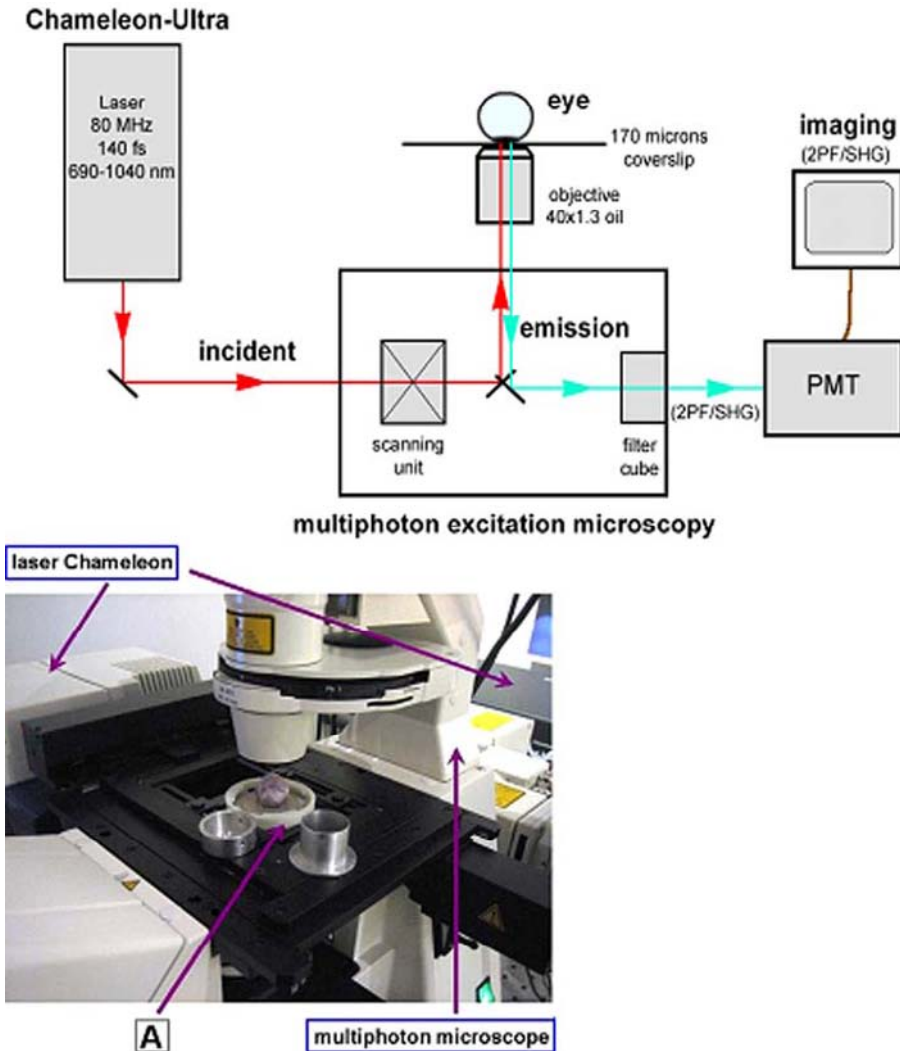 Chameleon-Ultra
Laser
80 MHz
140 fs
690-1040 nm
eye
170 microns
coverslip
objective
40x1.3 oil
imaging
(2PF/SHG)
incident
emission
scanning
unit
filter
cube
(2PF/SHG)
PMT
multiphoton excitation microscopy
laser Chameleon
A
multiphoton microscope